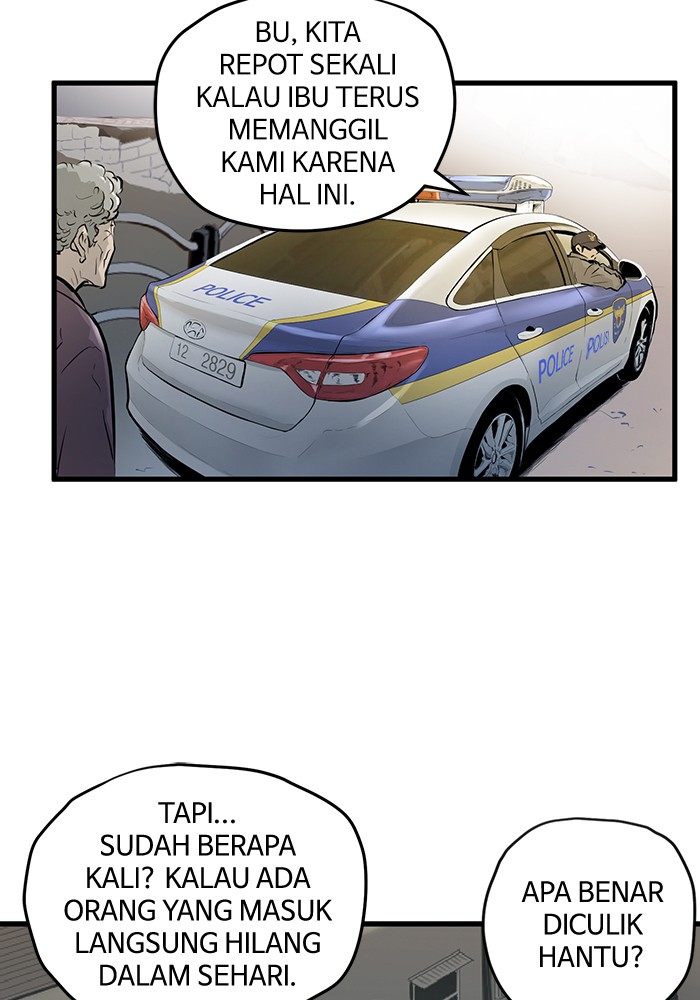 BU, KITA
REPOT SEKALI
KALAU IBU TERUS
MEMANGGIL
KAMI KARENA
HAL INI.
POLICE
12 2829
POLICE
POLISI
TAPI...
SUDAH BERAPA
KALI? KALAU ADA
ORANG YANG MASUK
LANGSUNG HILANG
DALAM SEHARI.
APA BENAR
DICULIK
HANTU?